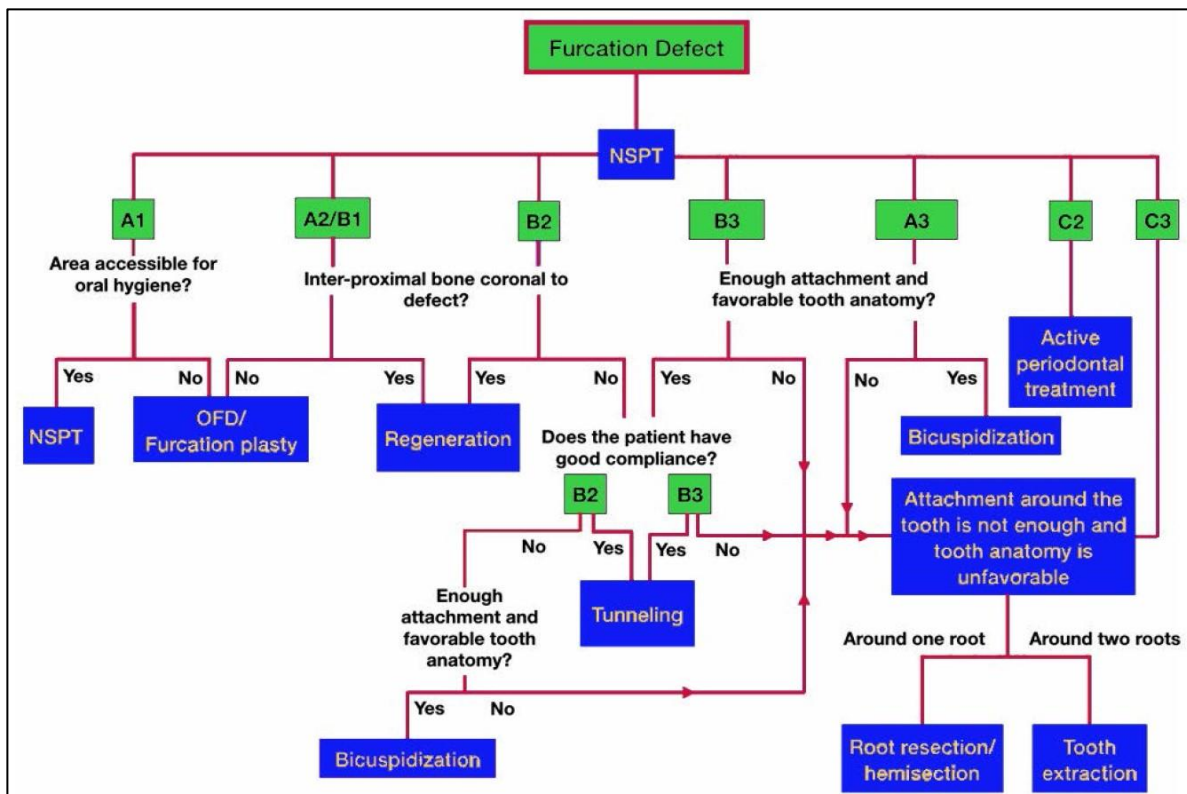 Furcation Defect
NSPT
A1
A2/B1
B2
B3
A3
C2
C3
Area accessible for
oral hygiene?
Inter-proximal bone coronal to
defect?
Enough attachment and
favorable tooth anatomy?
Active
periodontal
treatment
Yes
No
No
Yes
Yes
No
Yes
No
No
Yes
NSPT
OFD/
Furcation plasty
Regeneration
Bicuspidization
Does the patient have
good compliance?
B2
B3
No
Yes
Yes
No
Attachment around the
tooth is not enough and
tooth anatomy is
unfavorable
Tunneling
Enough
attachment and
favorable tooth
anatomy?
Around one root
Around two roots
Yes
No
Bicuspidization
Root resection/
hemisection
Tooth
extraction